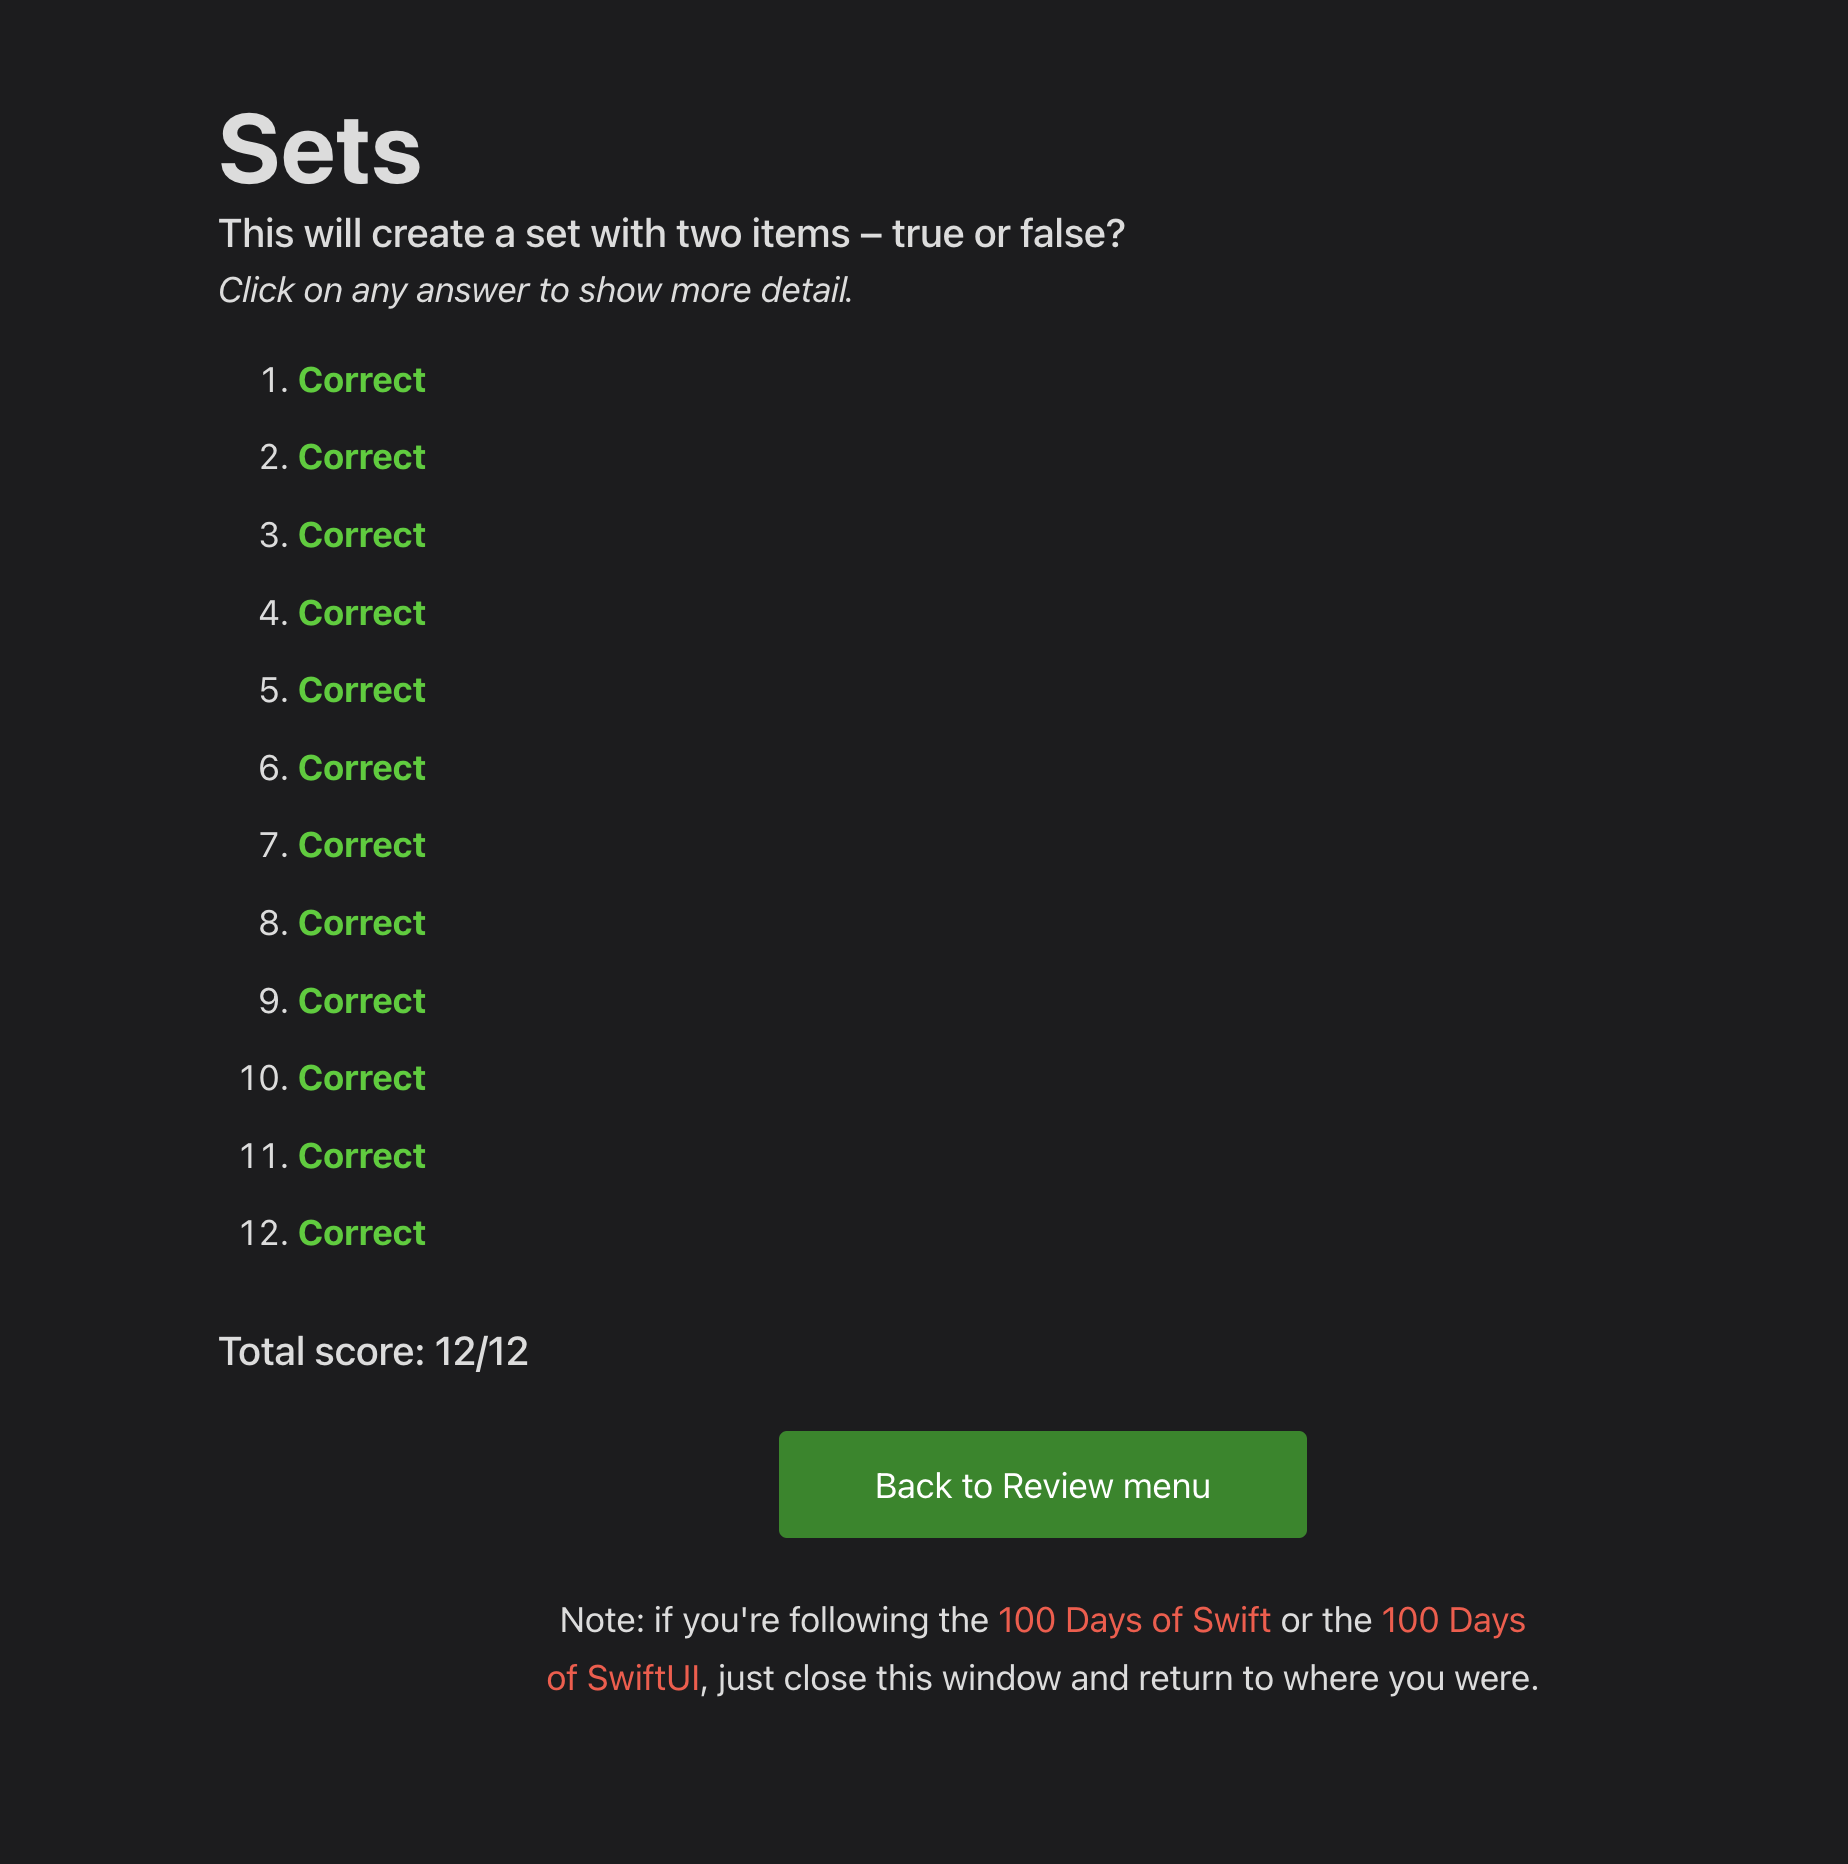 Sets
This will create a set with two items – true or false?
Click on any answer to show more detail.
1. Correct
2. Correct
3. Correct
4. Correct
5. Correct
6. Correct
7. Correct
8. Correct
9. Correct
10. Correct
11. Correct
12. Correct
Total score: 12/12
Back to Review menu
Note: if you're following the 100 Days of Swift or the 100 Days
of SwiftUI, just close this window and return to where you were.